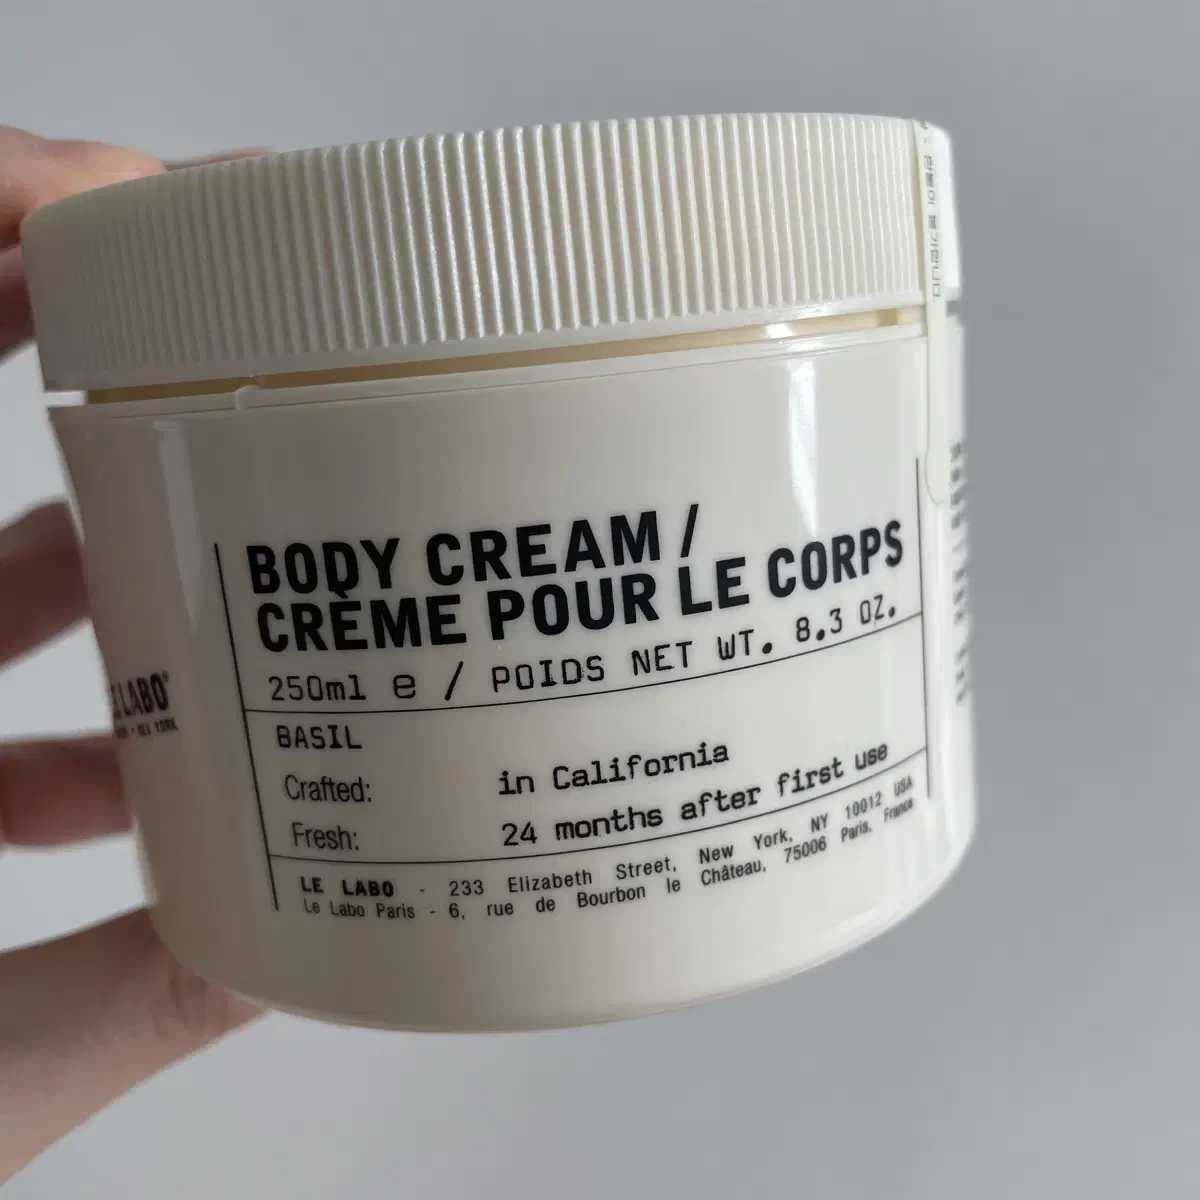 BODY CREAM /
CRÈME POUR LE CORPS
250ml e / POIDS NET WT. 8.3 OZ.
BASIL
Crafted: in California
Fresh: 24 months after first use
LE LABO - 233 Elizabeth Street, New York, NY 10012 USA
Le Labo Paris - 6, rue de Bourbon le Château, 75006 Paris, France
LABO